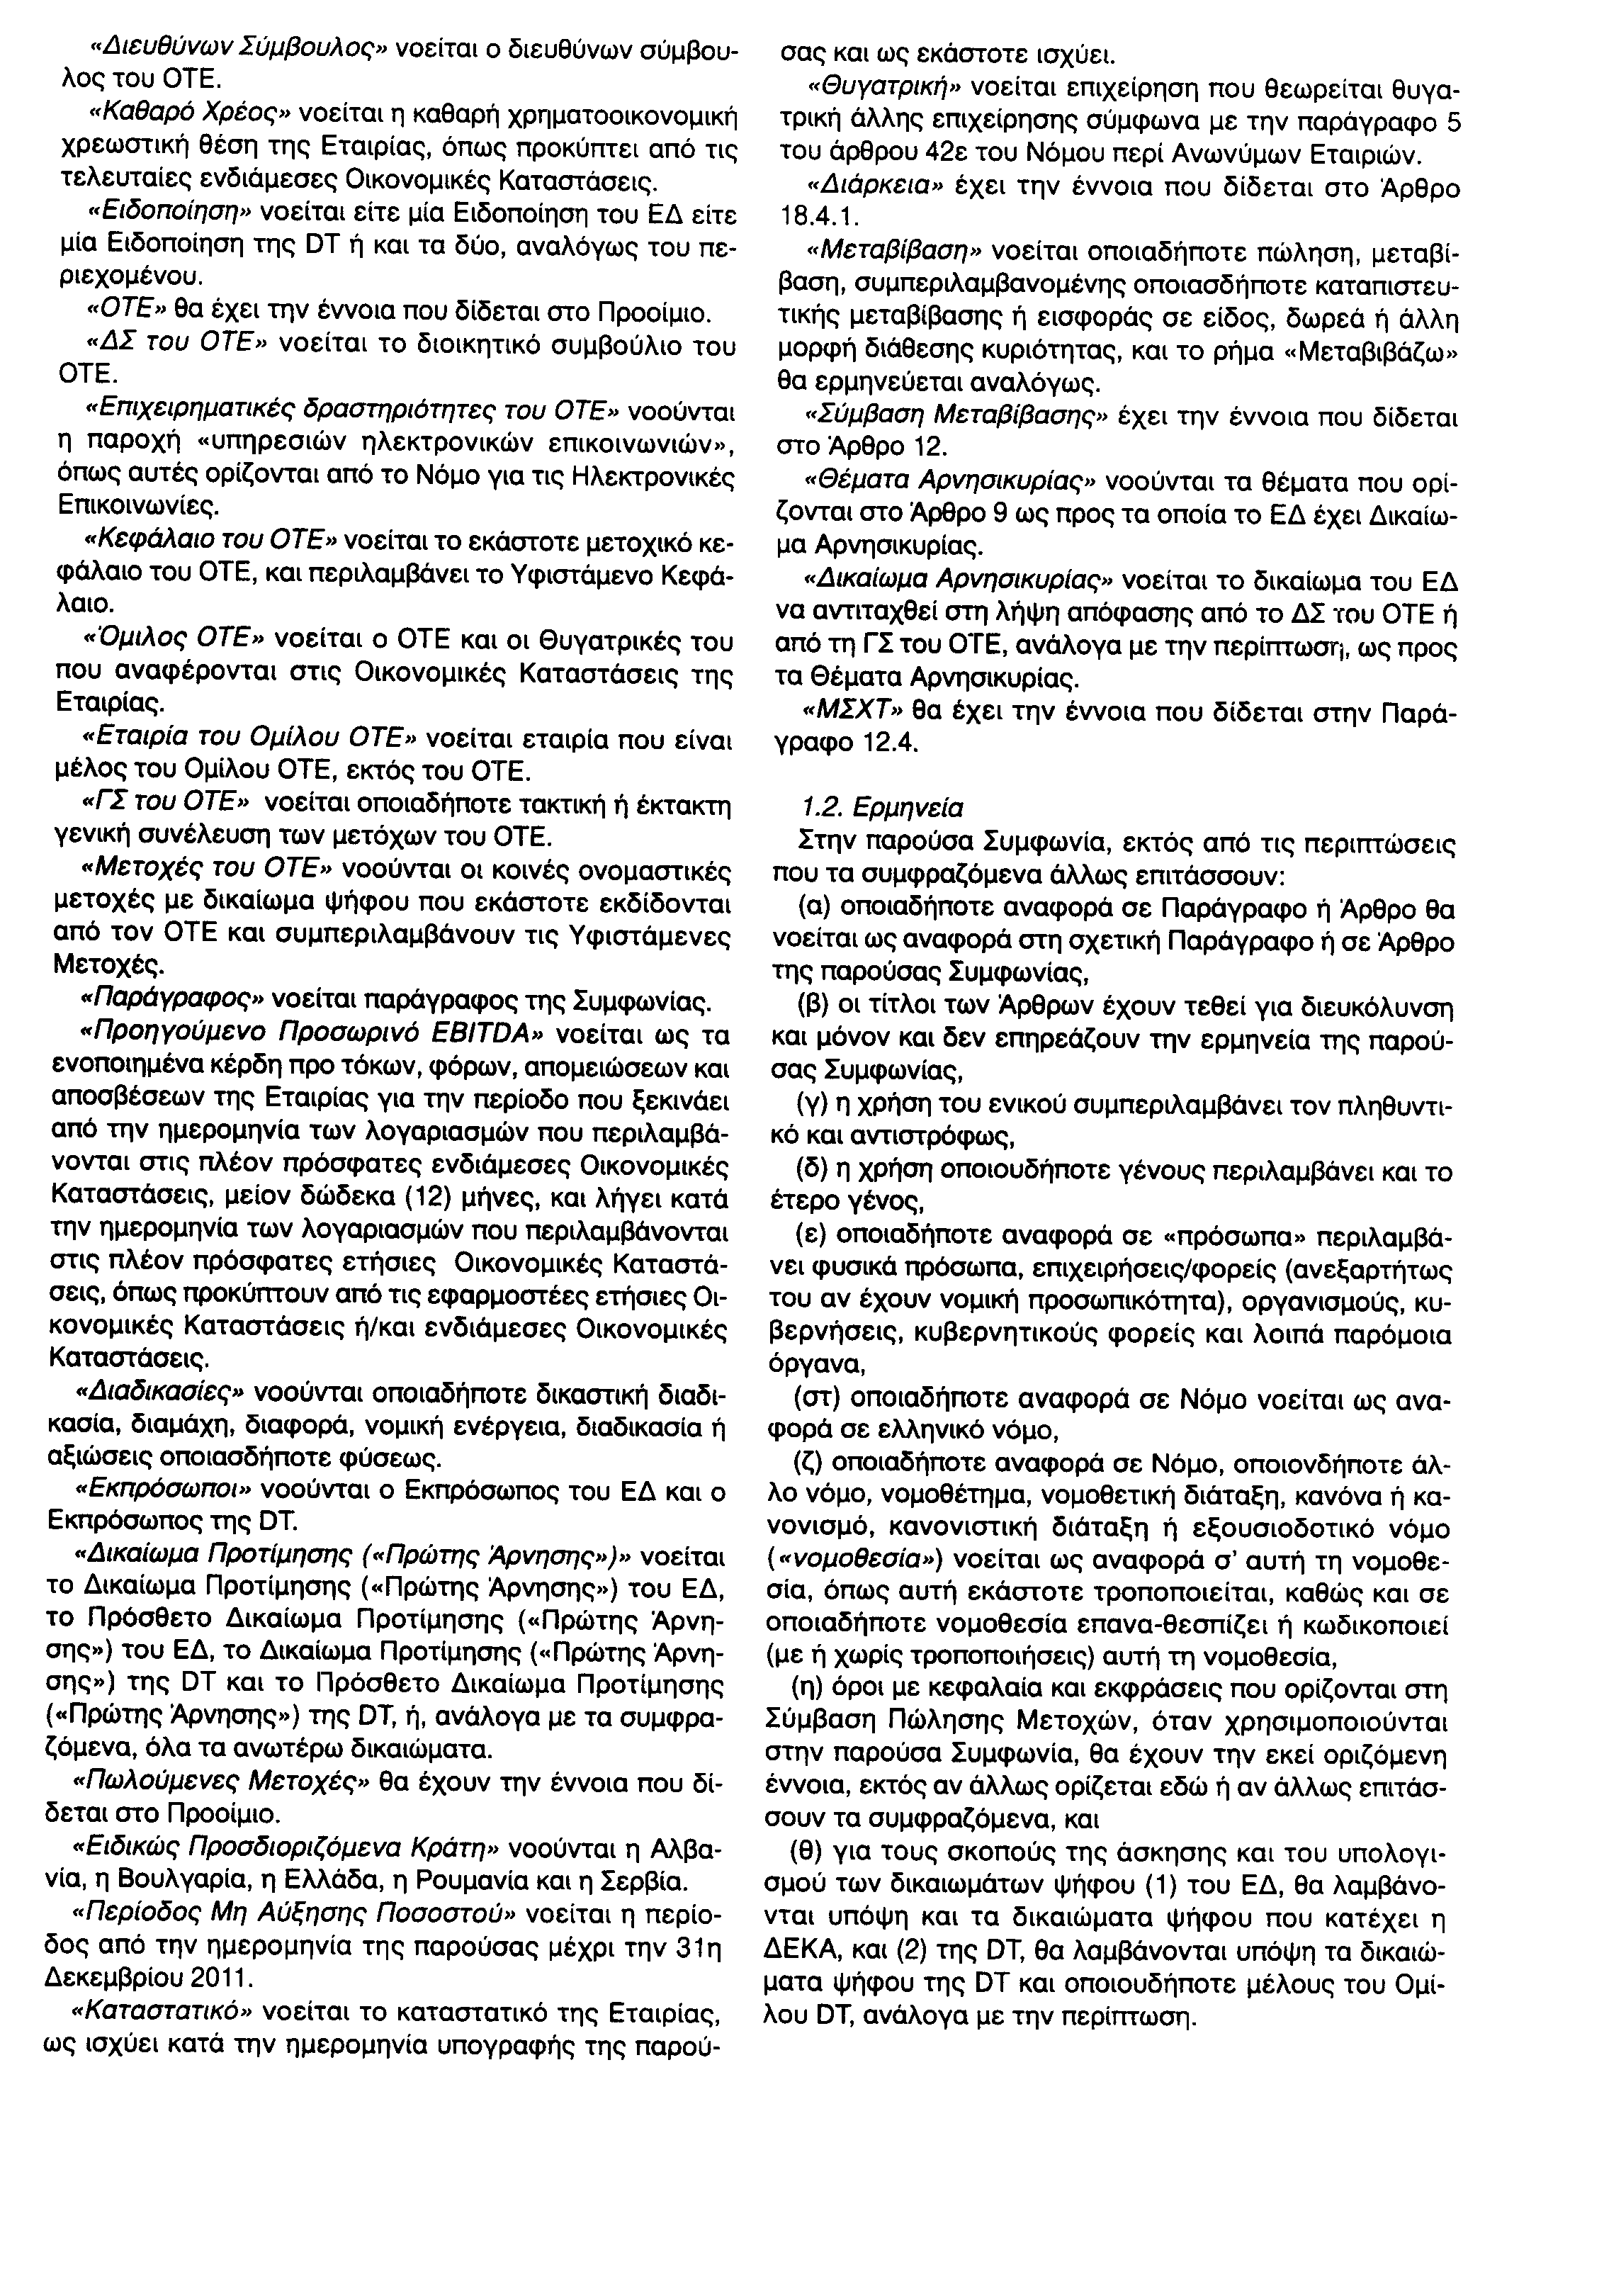 «Διευθύνων Σύμβουλος» νοείται ο διευθύνων σύμβου-
λος του ΟΤΕ.
«Καθαρό Χρέος» νοείται η καθαρή χρηματοοικονομική
χρεωστική θέση της Εταιρίας, όπως προκύπτει από τις
τελευταίες ενδιάμεσες Οικονομικές Καταστάσεις.
«Ειδοποίηση» νοείται είτε μία Ειδοποίηση του ΕΔ είτε
μία Ειδοποίηση της DT ή και τα δύο, αναλόγως του πε-
ριεχομένου.
«ΟΤΕ» θα έχει την έννοια που δίδεται στο Προοίμιο.
«ΔΣ του ΟΤΕ» νοείται το διοικητικό συμβούλιο του
ΟΤΕ.
«Επιχειρηματικές δραστηριότητες του ΟΤΕ» νοούνται
η παροχή «υπηρεσιών ηλεκτρονικών επικοινωνιών»,
όπως αυτές ορίζονται από το Νόμο για τις Ηλεκτρονικές
Επικοινωνίες.
«Κεφάλαιο του ΟΤΕ» νοείται το εκάστοτε μετοχικό κε-
φάλαιο του ΟΤΕ, και περιλαμβάνει το Υφιστάμενο Κεφά-
λαιο.
«Όμιλος ΟΤΕ» νοείται ο ΟΤΕ και οι Θυγατρικές του
που αναφέρονται στις Οικονομικές Καταστάσεις της
Εταιρίας.
«Εταιρία του Ομίλου ΟΤΕ» νοείται εταιρία που είναι
μέλος του Ομίλου ΟΤΕ, εκτός του ΟΤΕ.
«ΓΣ του ΟΤΕ» νοείται οποιαδήποτε τακτική ή έκτακτη
γενική συνέλευση των μετόχων του ΟΤΕ.
«Μετοχές του ΟΤΕ» νοούνται οι κοινές ονομαστικές
μετοχές με δικαίωμα ψήφου που εκάστοτε εκδίδονται
από τον ΟΤΕ και συμπεριλαμβάνουν τις Υφιστάμενες
Μετοχές.
«Παράγραφος» νοείται παράγραφος της Συμφωνίας.
«Προηγούμενο Προσωρινό EBITDA» νοείται ως τα
ενοποιημένα κέρδη προ τόκων, φόρων, απομειώσεων και
αποσβέσεων της Εταιρίας για την περίοδο που ξεκινάει
από την ημερομηνία των λογαριασμών που περιλαμβά-
νονται στις πλέον πρόσφατες ενδιάμεσες Οικονομικές
Καταστάσεις, μείον δώδεκα (12) μήνες, και λήγει κατά
την ημερομηνία των λογαριασμών που περιλαμβάνονται
στις πλέον πρόσφατες ετήσιες Οικονομικές Καταστά-
σεις, όπως προκύπτουν από τις εφαρμοστέες ετήσιες Οι-
κονομικές Καταστάσεις ή/και ενδιάμεσες Οικονομικές
Καταστάσεις.
«Διαδικασίες» νοούνται οποιαδήποτε δικαστική διαδι-
κασία, διαμάχη, διαφορά, νομική ενέργεια, διαδικασία ή
αξιώσεις οποιασδήποτε φύσεως.
«Εκπρόσωποι» νοούνται ο Εκπρόσωπος του ΕΔ και ο
Εκπρόσωπος της DT.
«Δικαίωμα Προτίμησης («Πρώτης Άρνησης»)» νοείται
το Δικαίωμα Προτίμησης («Πρώτης Άρνησης») του ΕΔ,
το Πρόσθετο Δικαίωμα Προτίμησης («Πρώτης Άρνη-
σης») του ΕΔ, το Δικαίωμα Προτίμησης («Πρώτης Άρνη-
σης») της DT και το Πρόσθετο Δικαίωμα Προτίμησης
(«Πρώτης Άρνησης») της DT, ή, ανάλογα με τα συμφρα-
ζόμενα, όλα τα ανωτέρω δικαιώματα.
«Πωλούμενες Μετοχές» θα έχουν την έννοια που δί-
δεται στο Προοίμιο.
«Ειδικώς Προσδιοριζόμενα Κράτη» νοούνται η Αλβα-
νία, η Βουλγαρία, η Ελλάδα, η Ρουμανία και η Σερβία.
«Περίοδος Μη Αύξησης Ποσοστού» νοείται η περίο-
δος από την ημερομηνία της παρούσας μέχρι την 31η
Δεκεμβρίου 2011.
«Καταστατικό» νοείται το καταστατικό της Εταιρίας,
ως ισχύει κατά την ημερομηνία υπογραφής της παρού-
σας και ως εκάστοτε ισχύει.
«Θυγατρική» νοείται επιχείρηση που θεωρείται θυγα-
τρική άλλης επιχείρησης σύμφωνα με την παράγραφο 5
του άρθρου 42ε του Νόμου περί Ανωνύμων Εταιριών.
«Διάρκεια» έχει την έννοια που δίδεται στο Άρθρο
18.4.1.
«Μεταβίβαση» νοείται οποιαδήποτε πώληση, μεταβί-
βαση, συμπεριλαμβανομένης οποιασδήποτε καταπιστευ-
τικής μεταβίβασης ή εισφοράς σε είδος, δωρεά ή άλλη
μορφή διάθεσης κυριότητας, και το ρήμα «Μεταβιβάζω»
θα ερμηνεύεται αναλόγως.
«Σύμβαση Μεταβίβασης» έχει την έννοια που δίδεται
στο Άρθρο 12.
«Θέματα Αρνησικυρίας» νοούνται τα θέματα που ορί-
ζονται στο Άρθρο 9 ως προς τα οποία το ΕΔ έχει Δικαίω-
μα Αρνησικυρίας.
«Δικαίωμα Αρνησικυρίας» νοείται το δικαίωμα του ΕΔ
να αντιταχθεί στη λήψη απόφασης από το ΔΣ του ΟΤΕ ή
από τη ΓΣ του ΟΤΕ, ανάλογα με την περίπτωση, ως προς
τα Θέματα Αρνησικυρίας.
«ΜΣΧΤ» θα έχει την έννοια που δίδεται στην Παρά-
γραφο 12.4.
1.2. Ερμηνεία
Στην παρούσα Συμφωνία, εκτός από τις περιπτώσεις
που τα συμφραζόμενα άλλως επιτάσσουν:
(α) οποιαδήποτε αναφορά σε Παράγραφο ή Άρθρο θα
νοείται ως αναφορά στη σχετική Παράγραφο ή σε Άρθρο
της παρούσας Συμφωνίας,
(β) οι τίτλοι των Άρθρων έχουν τεθεί για διευκόλυνση
και μόνον και δεν επηρεάζουν την ερμηνεία της παρού-
σας Συμφωνίας,
(γ) η χρήση του ενικού συμπεριλαμβάνει τον πληθυντι-
κό και αντιστρόφως,
(δ) η χρήση οποιουδήποτε γένους περιλαμβάνει και το
έτερο γένος,
(ε) οποιαδήποτε αναφορά σε «πρόσωπα» περιλαμβά-
νει φυσικά πρόσωπα, επιχειρήσεις/φορείς (ανεξαρτήτως
του αν έχουν νομική προσωπικότητα), οργανισμούς, κυ-
βερνήσεις, κυβερνητικούς φορείς και λοιπά παρόμοια
όργανα,
(στ) οποιαδήποτε αναφορά σε Νόμο νοείται ως ανα-
φορά σε ελληνικό νόμο,
(ζ) οποιαδήποτε αναφορά σε Νόμο, οποιονδήποτε άλ-
λο νόμο, νομοθέτημα, νομοθετική διάταξη, κανόνα ή κα-
νονισμό, κανονιστική διάταξη ή εξουσιοδοτικό νόμο
(«νομοθεσία») νοείται ως αναφορά σ' αυτή τη νομοθε-
σία, όπως αυτή εκάστοτε τροποποιείται, καθώς και σε
οποιαδήποτε νομοθεσία επανα-θεσπίζει ή κωδικοποιεί
(με ή χωρίς τροποποιήσεις) αυτή τη νομοθεσία,
(η) όροι με κεφαλαία και εκφράσεις που ορίζονται στη
Σύμβαση Πώλησης Μετοχών, όταν χρησιμοποιούνται
στην παρούσα Συμφωνία, θα έχουν την εκεί οριζόμενη
έννοια, εκτός αν άλλως ορίζεται εδώ ή αν άλλως επιτάσ-
σουν τα συμφραζόμενα, και
(θ) για τους σκοπούς της άσκησης και του υπολογι-
σμού των δικαιωμάτων ψήφου (1) του ΕΔ, θα λαμβάνο-
νται υπόψη και τα δικαιώματα ψήφου που κατέχει η
ΔΕΚΑ, και (2) της DT, θα λαμβάνονται υπόψη τα δικαιώ-
ματα ψήφου της DT και οποιουδήποτε μέλους του Ομί-
λου DT, ανάλογα με την περίπτωση.